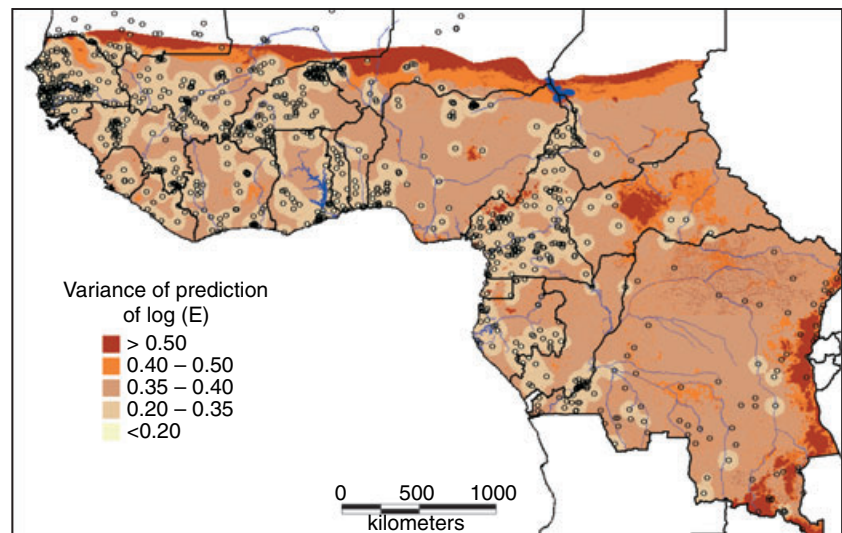 Variance of prediction
of log (E)
> 0.50
0.40 – 0.50
0.35 – 0.40
0.20 – 0.35
<0.20
0 500 1000
kilometers